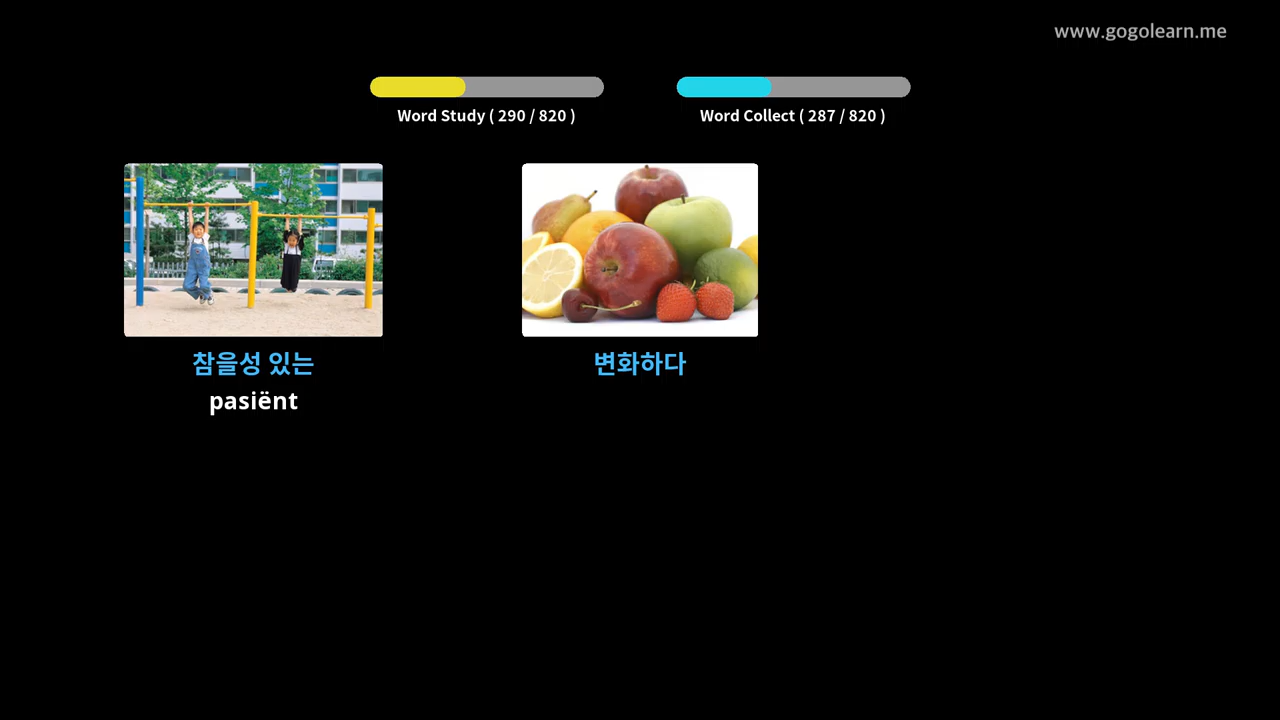 www.gogolearn.me
Word Study ( 290 / 820 )
Word Collect ( 287 / 820 )
참을성 있는
pasiënt
변화하다